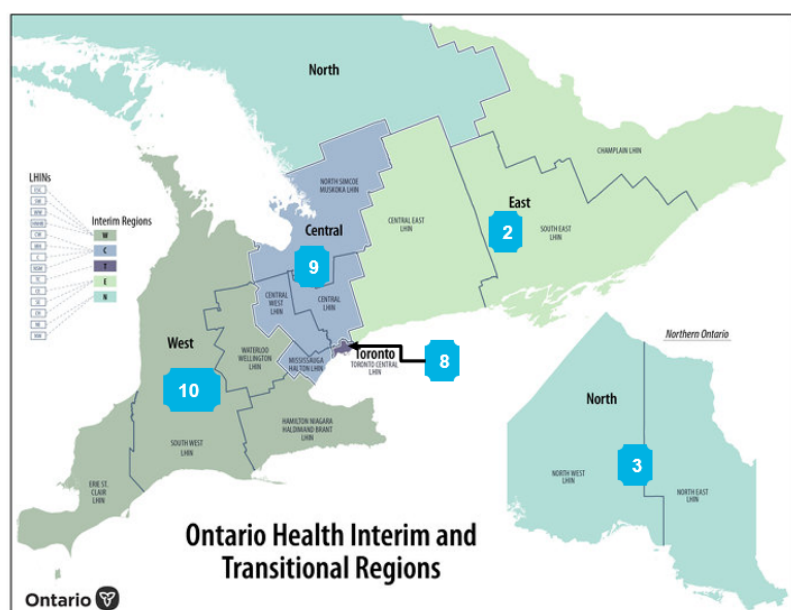 North
CHAMPLAIN LHIN
LHINs
NORTH SIMCOE
MUSKOKA LHIN
Interim Regions
W
C
T
E
N
Central
9
CENTRAL EAST
LHIN
East
2
SOUTH EAST
LHIN
CENTRAL
WEST
LHIN
CENTRAL
LHIN
West
10
WATERLOO
WELLINGTON
LHIN
MISSISSAUGA
HALTON LHIN
Toronto
TORONTO CENTRAL
LHIN
8
HAMILTON NIAGARA
HALDIMAND BRANT
LHIN
SOUTH WEST
LHIN
ERIE ST.
CLAIR
LHIN
Northern Ontario
North
3
NORTH WEST
LHIN
NORTH EAST
LHIN
Ontario Health Interim and
Transitional Regions
Ontario